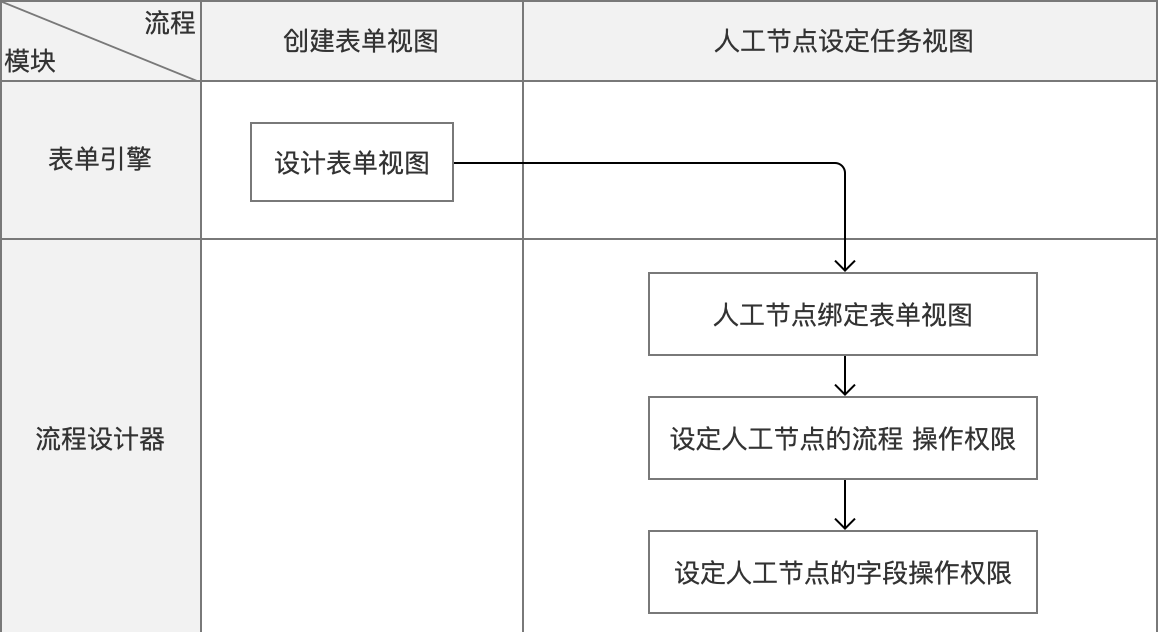 流程
模块
创建表单视图
人工节点设定任务视图
表单引擎
设计表单视图
人工节点绑定表单视图
流程设计器
设定人工节点的流程 操作权限
设定人工节点的字段操作权限